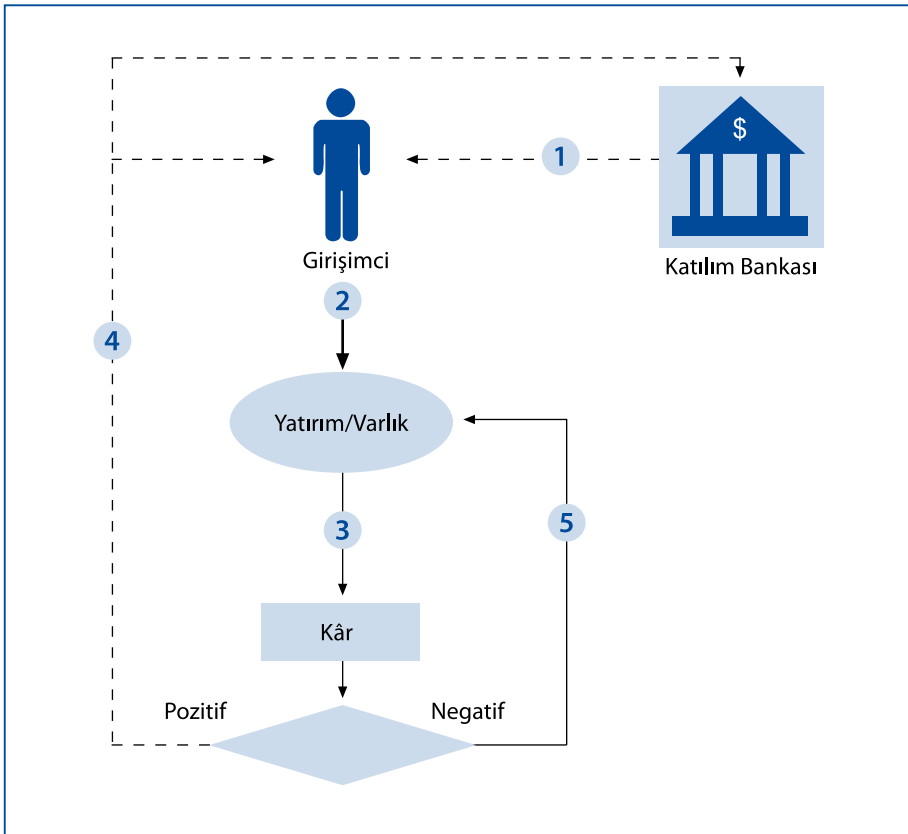 $
1
Girişimci
Katılım Bankası
2
4
Yatırım/Varlık
3
5
Kâr
Pozitif
Negatif